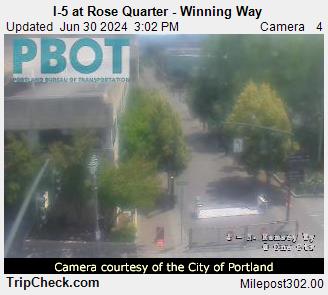 I-5 at Rose Quarter - Winning Way
Updated Jun 30 2024 3:02 PM Camera 4
PBOT
PORTLAND BUREAU OF TRANSPORTATION
Camera courtesy of the City of Portland
TripCheck.com Milepost302.00